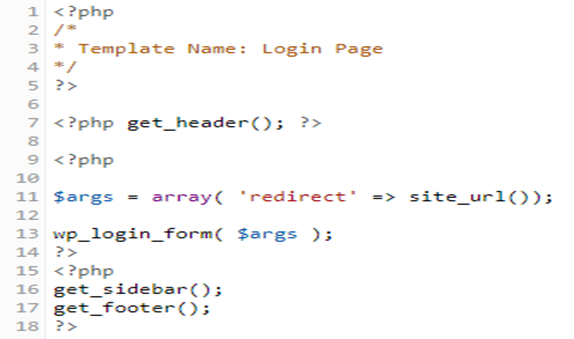 1 <?php
2 /*
3 * Template Name: Login Page
4 */
5 ?>
6
7 <?php get_header(); ?>
8
9 <?php
10
11 $args = array( 'redirect' => site_url());
12
13 wp_login_form( $args );
14 ?>
15 <?php
16 get_sidebar();
17 get_footer();
18 ?>